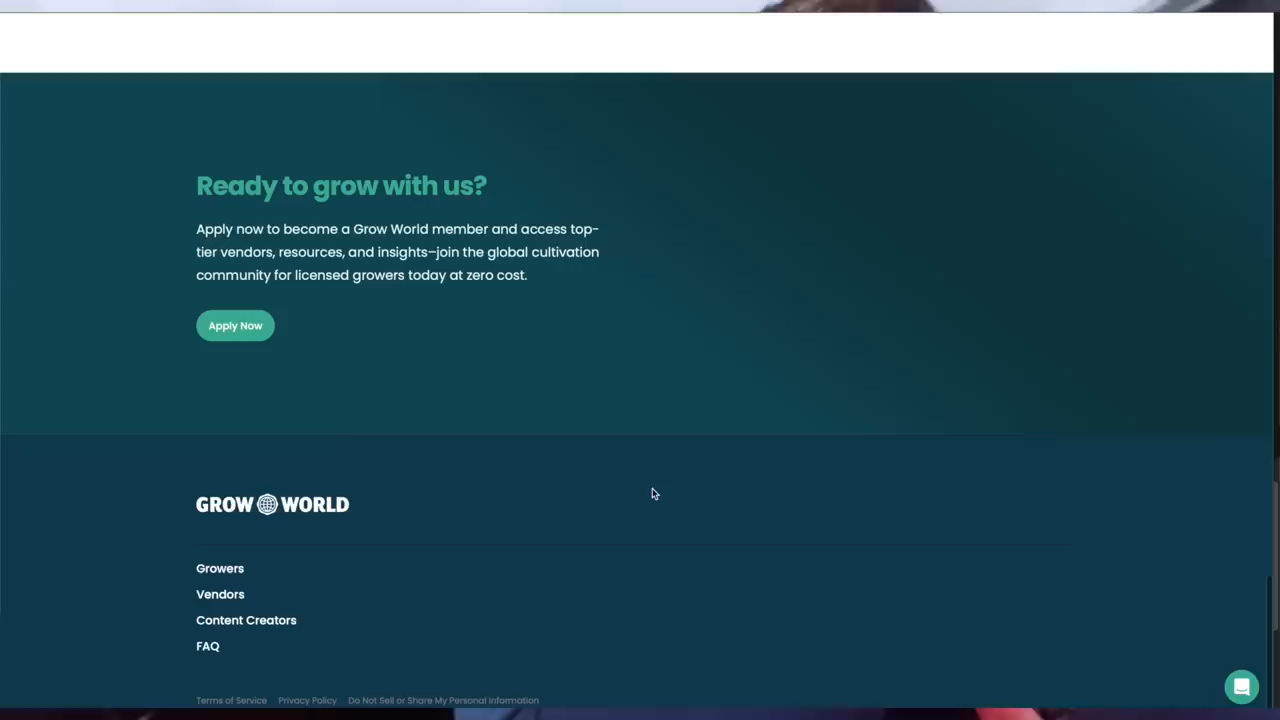 Ready to grow with us?
Apply now to become a Grow World member and access top-
tier vendors, resources, and insights–join the global cultivation
community for licensed growers today at zero cost.
Apply Now
GROW WORLD
Growers
Vendors
Content Creators
FAQ
Terms of Service Privacy Policy Do Not Sell or Share My Personal Information